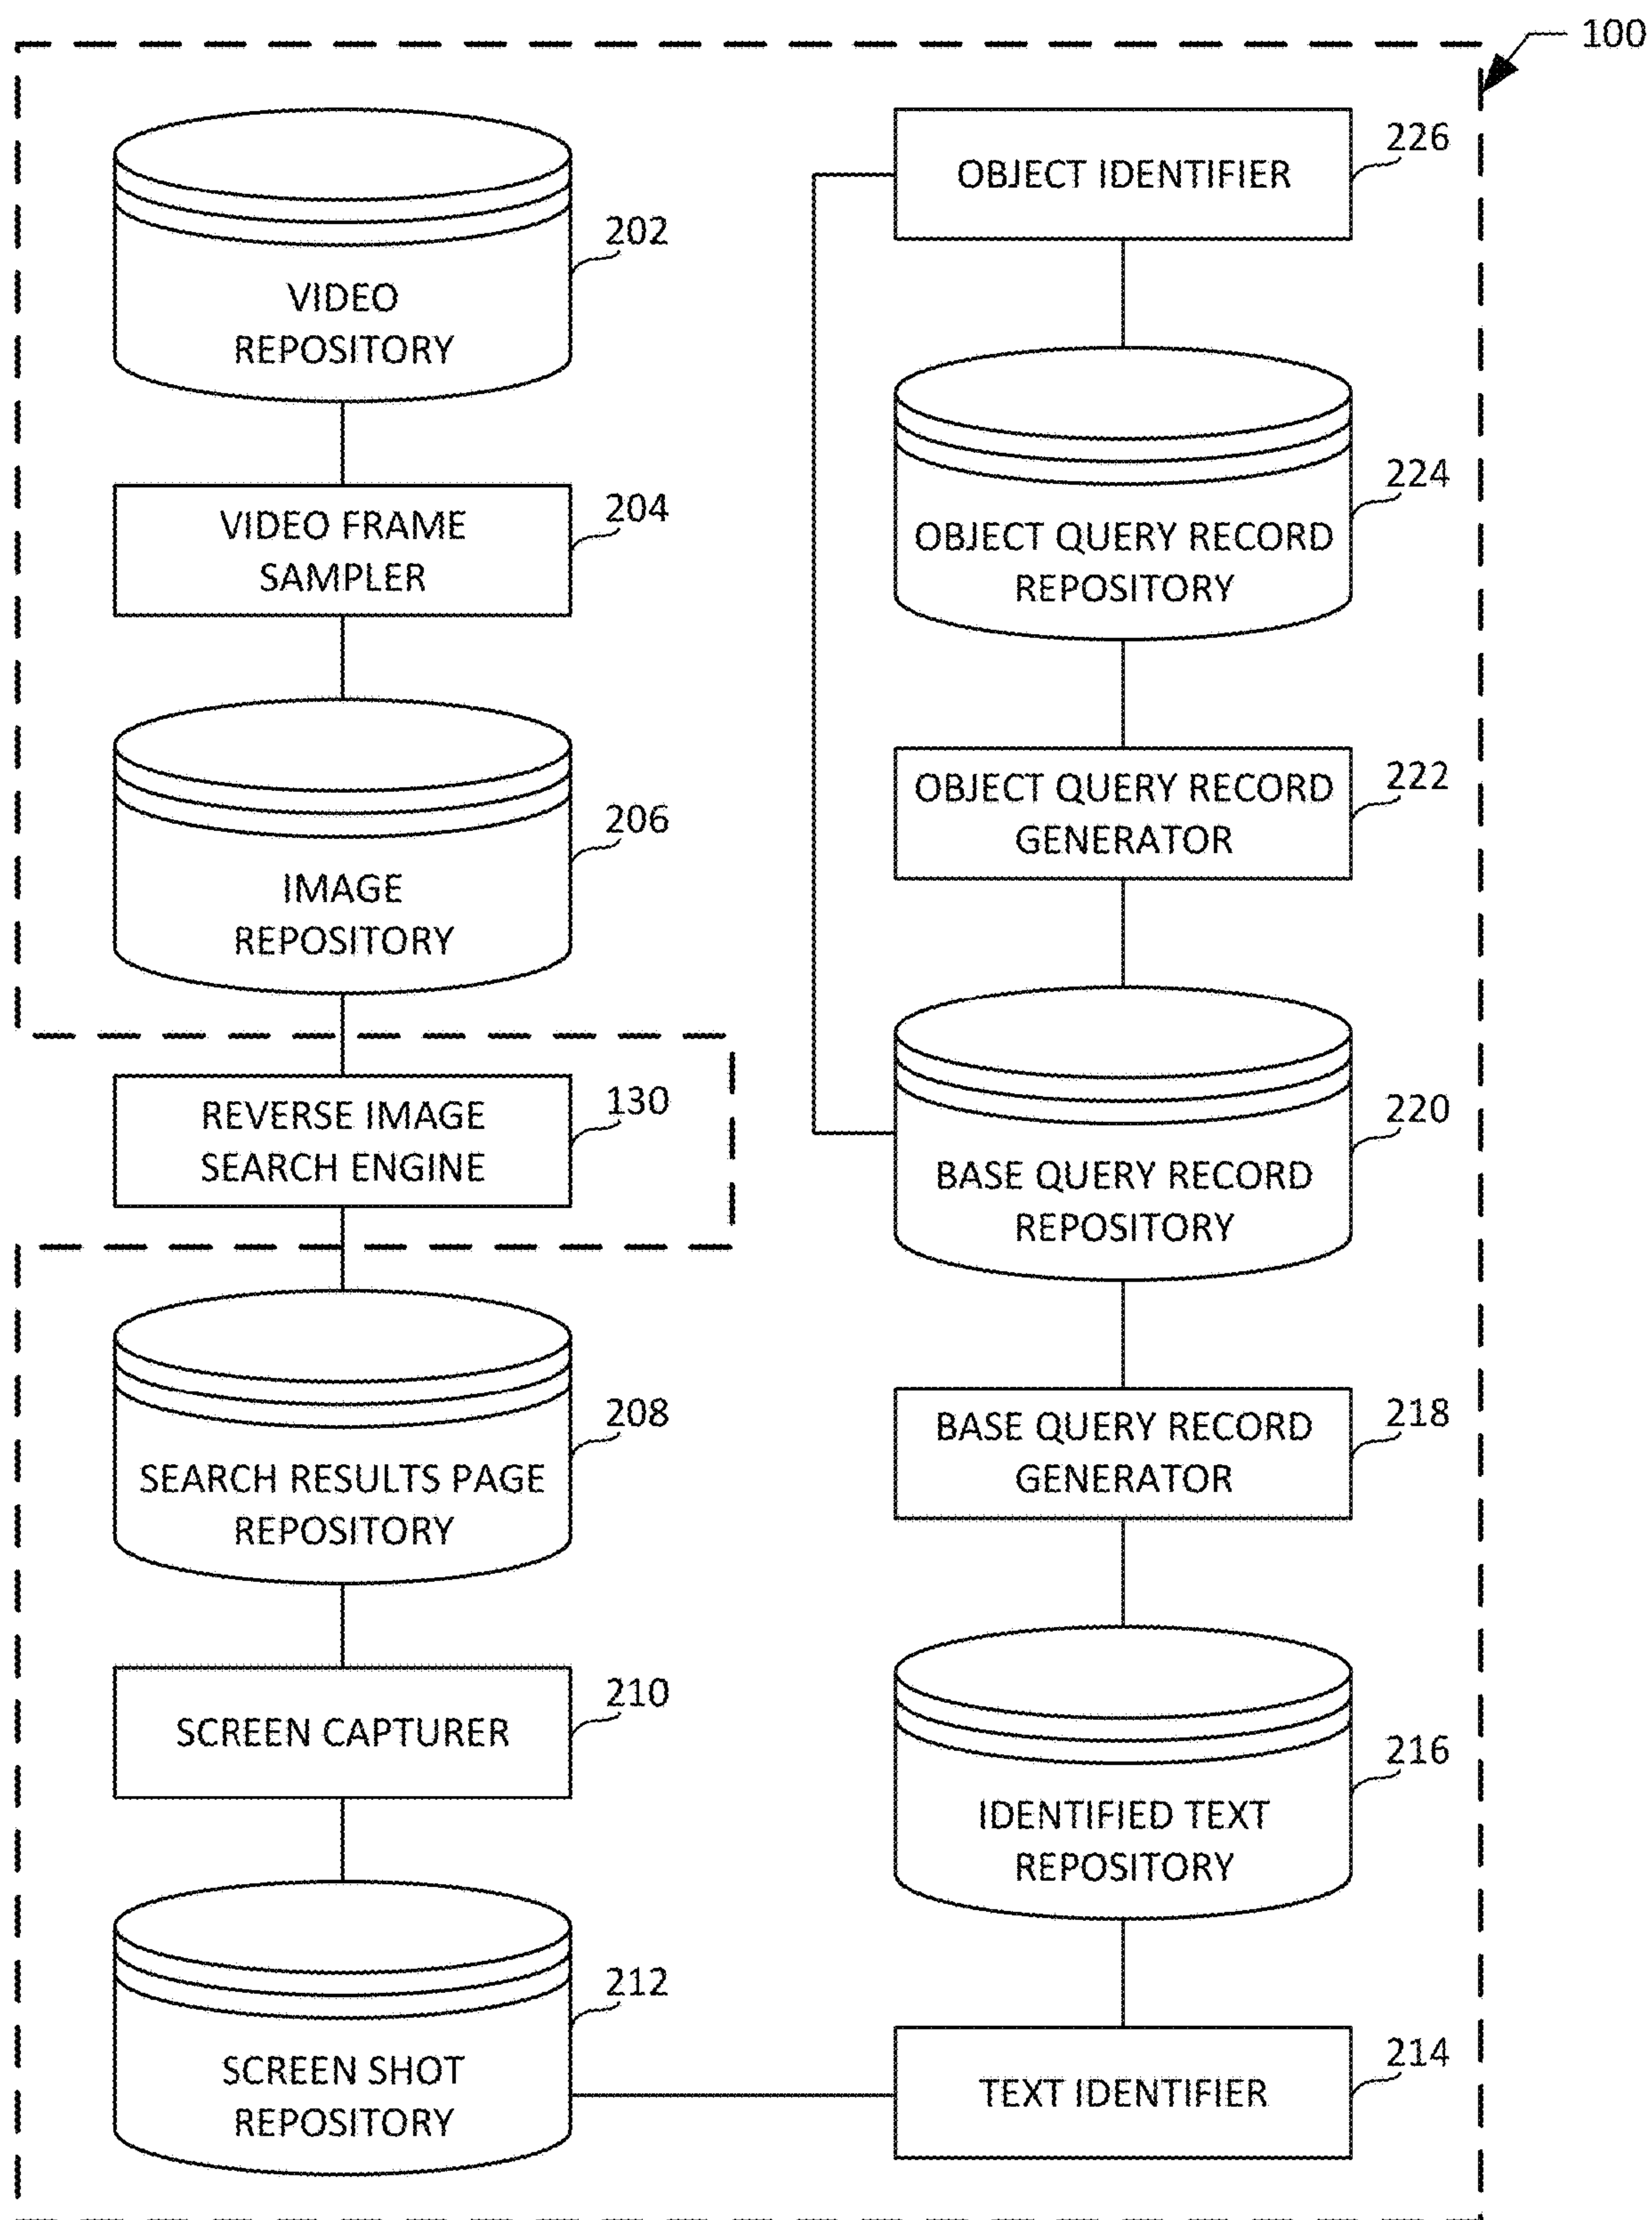 100
VIDEO
REPOSITORY
202
VIDEO FRAME
SAMPLER
204
IMAGE
REPOSITORY
206
REVERSE IMAGE
SEARCH ENGINE
130
SEARCH RESULTS PAGE
REPOSITORY
208
SCREEN CAPTURER
210
SCREEN SHOT
REPOSITORY
212
OBJECT IDENTIFIER
226
OBJECT QUERY RECORD
REPOSITORY
224
OBJECT QUERY RECORD
GENERATOR
222
BASE QUERY RECORD
REPOSITORY
220
BASE QUERY RECORD
GENERATOR
218
IDENTIFIED TEXT
REPOSITORY
216
TEXT IDENTIFIER
214